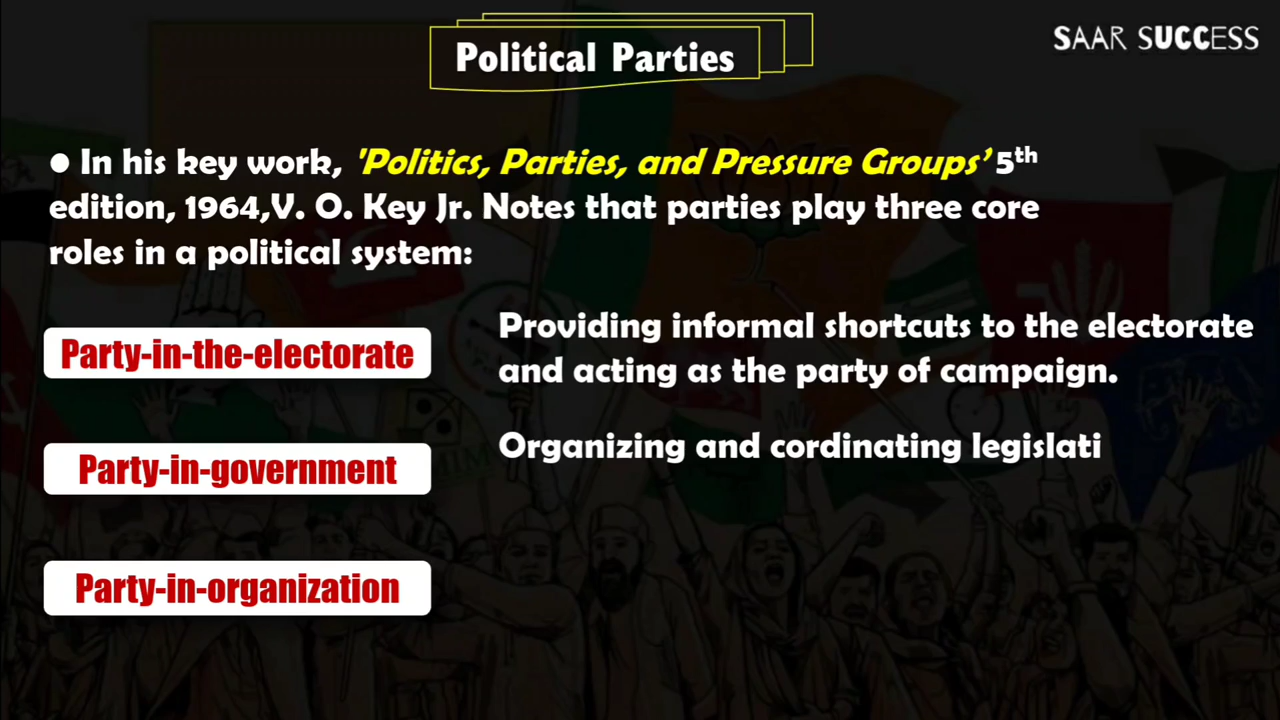 Political Parties
SAAR SUCCESS
● In his key work, 'Politics, Parties, and Pressure Groups’ 5th
edition, 1964,V. O. Key Jr. Notes that parties play three core
roles in a political system:
Party-in-the-electorate
Providing informal shortcuts to the electorate
and acting as the party of campaign.
Party-in-government
Organizing and cordinating legislati
Party-in-organization